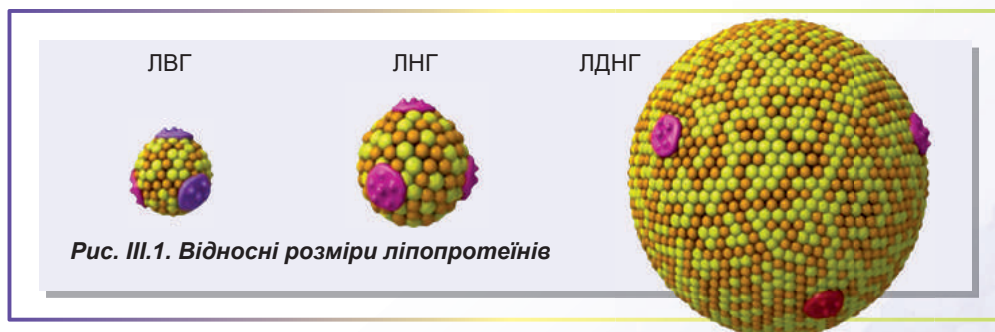 ЛВГ ЛНГ ЛДНГ
Рис. III.1. Відносні розміри ліпопротеїнів